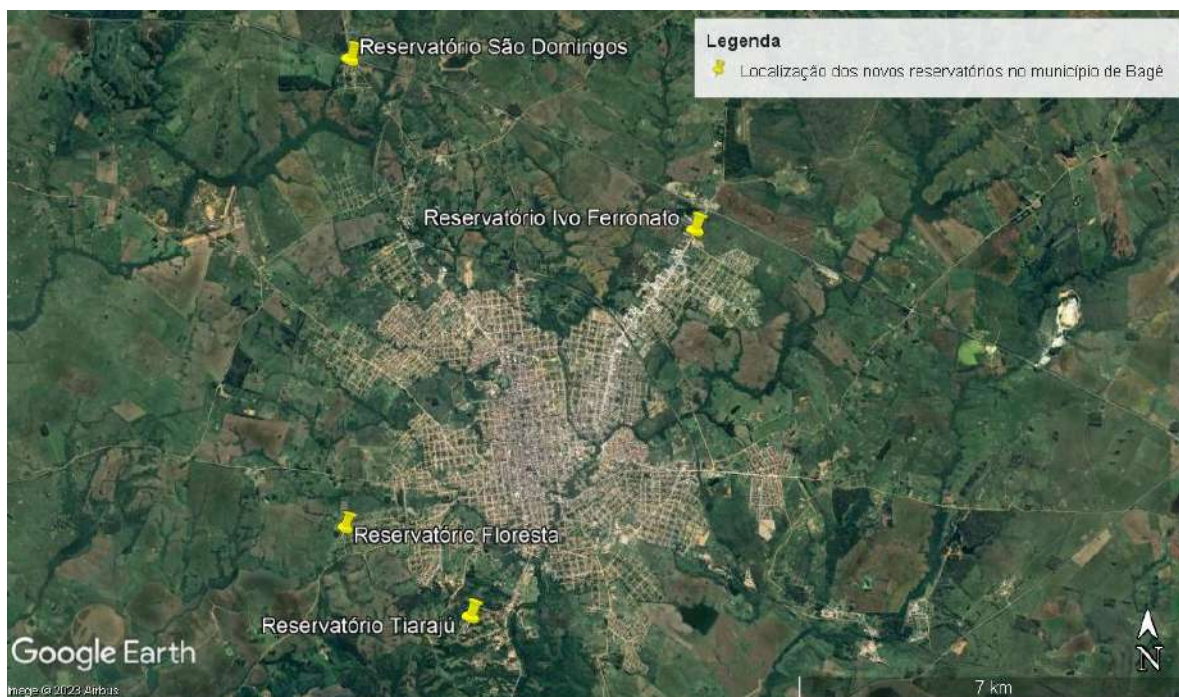 Reservatório São Domingos
Legenda
Localização dos novos reservatórios no município de Bagé
Reservatório Ivo Ferronato
Reservatório Floresta
Reservatório Tiarajú
Google Earth
Image © 2023 Airbus
7 km
N